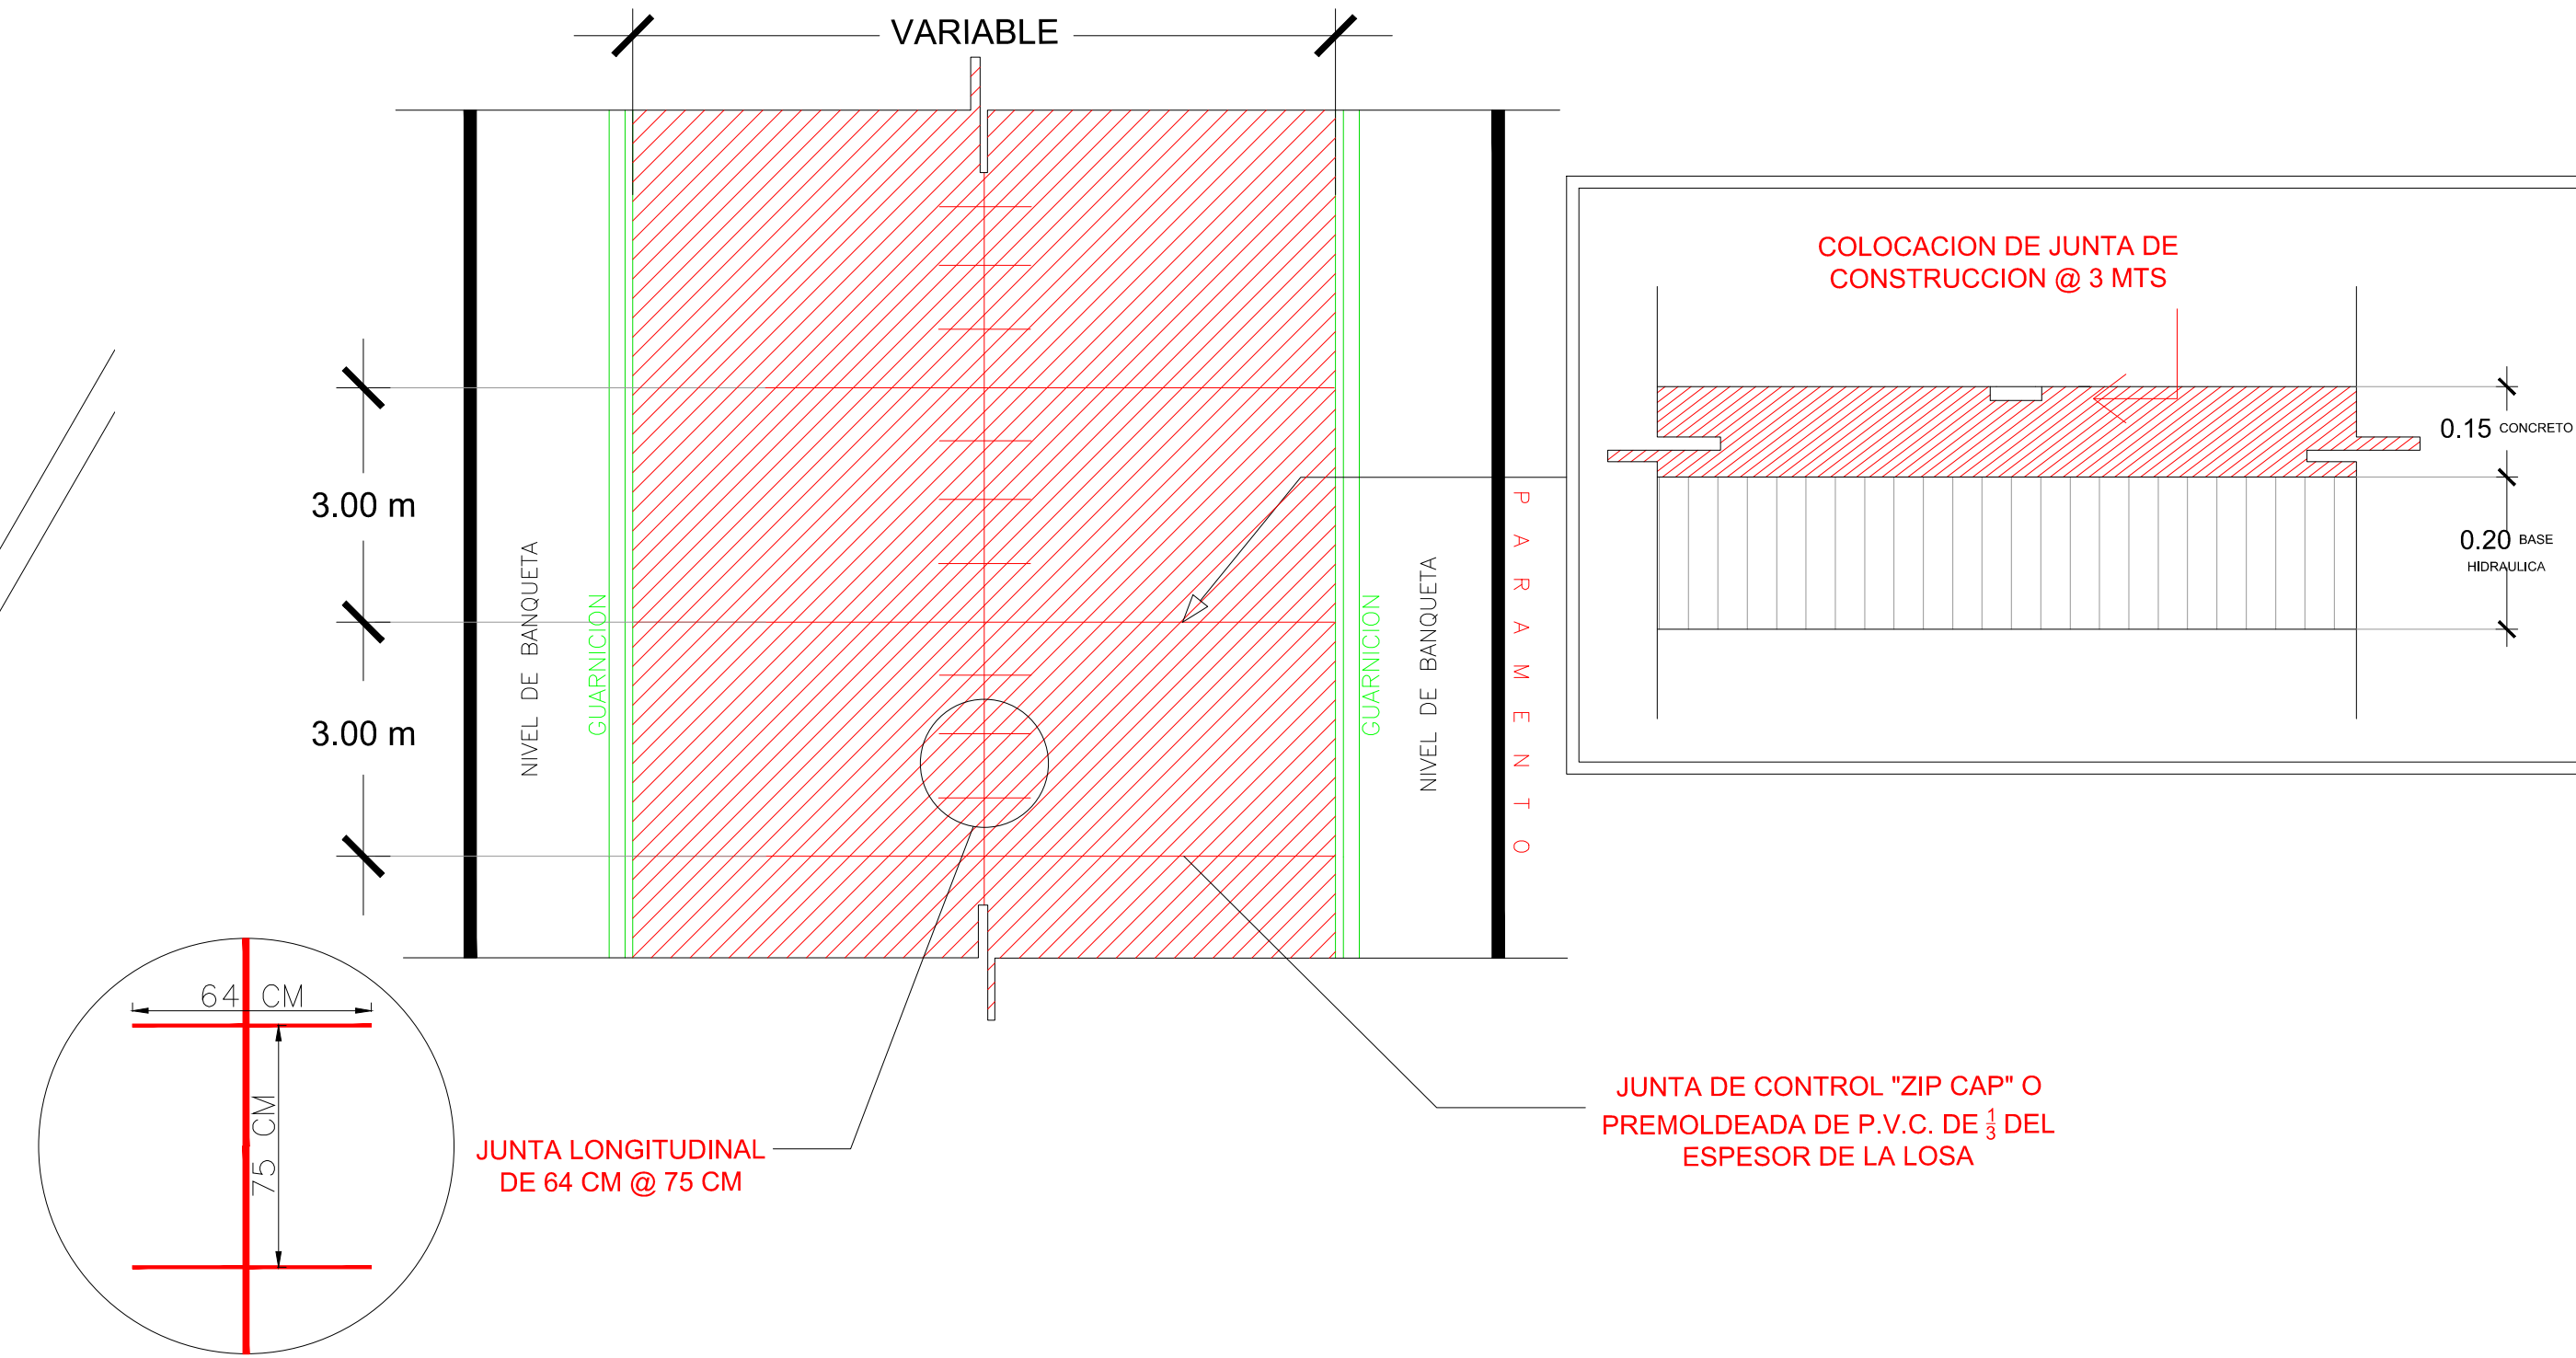 VARIABLE
COLOCACION DE JUNTA DE
CONSTRUCCION @ 3 MTS
0.15 CONCRETO
0.20 BASE
HIDRAULICA
3.00 m
3.00 m
NIVEL DE BANQUETA
GUARNICION
GUARNICION
NIVEL DE BANQUETA
PARAMENTO
64 CM
75 CM
JUNTA LONGITUDINAL
DE 64 CM @ 75 CM
JUNTA DE CONTROL "ZIP CAP" O
PREMOLDEADA DE P.V.C. DE 1/3 DEL
ESPESOR DE LA LOSA